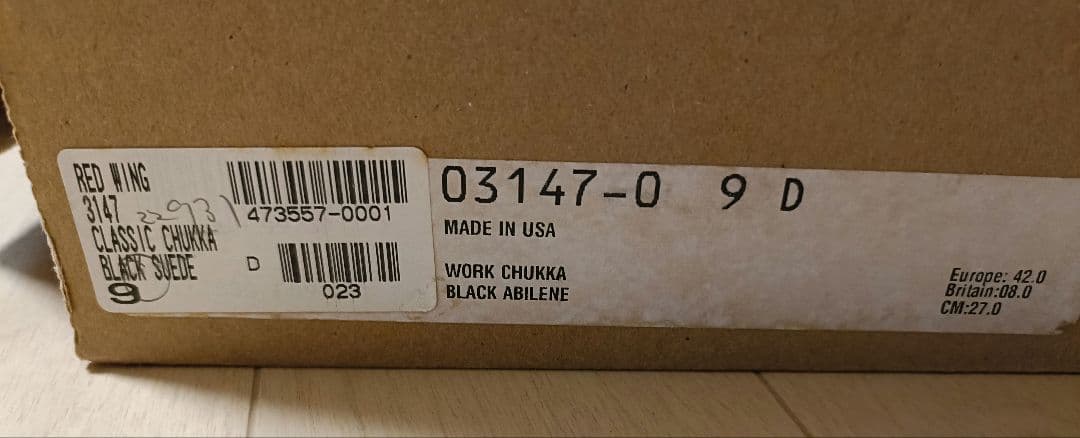 RED WING
3147
2293
473557-0001
CLASSIC CHUKKA
BLACK SUEDE
D
9
023
03147-0 9 D
MADE IN USA
WORK CHUKKA
BLACK ABILENE
Europe: 42.0
Britain:08.0
CM:27.0